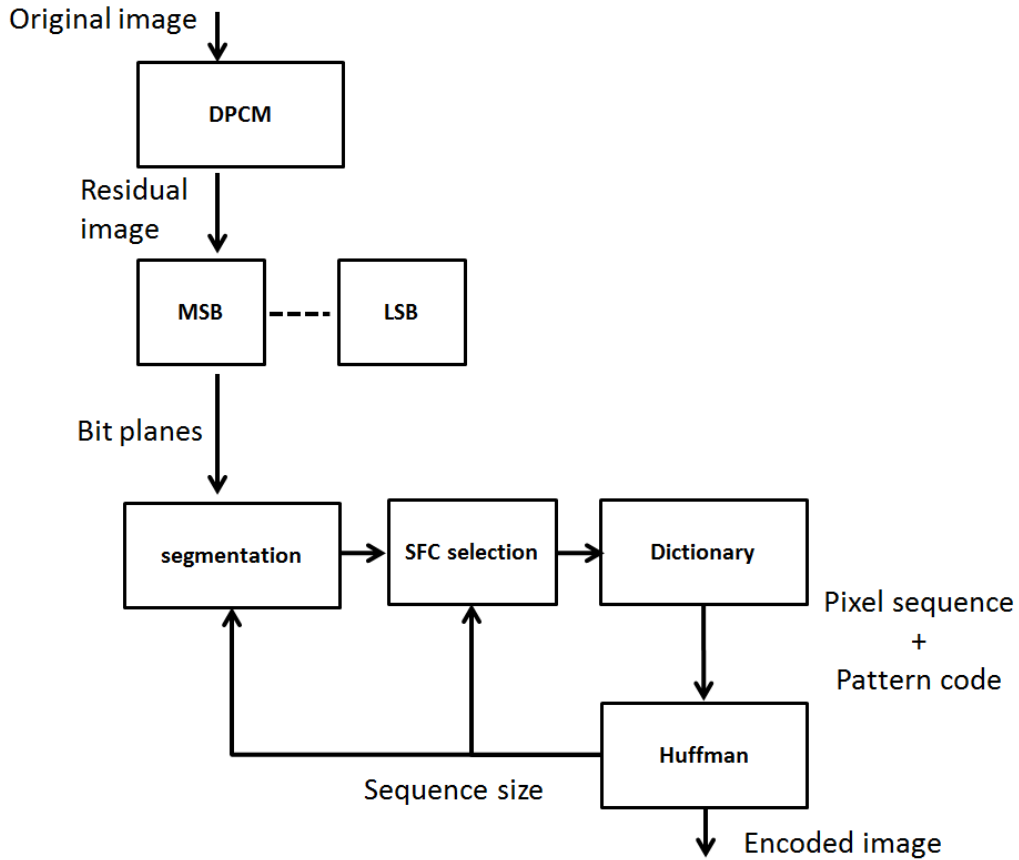 Original image
DPCM
Residual
image
MSB
LSB
Bit planes
segmentation
SFC selection
Dictionary
Pixel sequence
+
Pattern code
Huffman
Sequence size
Encoded image